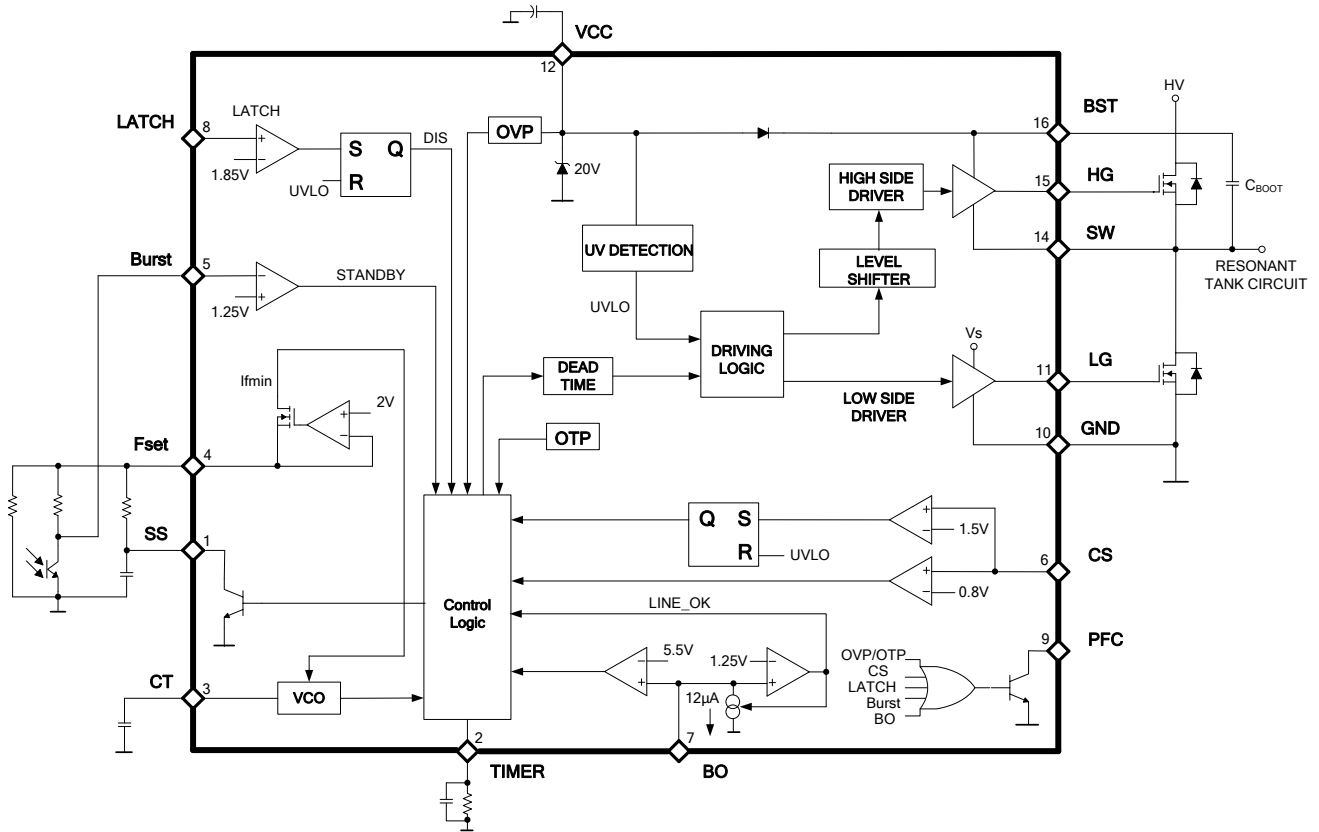 VCC
12
LATCH
8
LATCH
1.85V
S Q
R
UVLO
DIS
OVP
20V
16
BST
HV
HIGH SIDE
DRIVER
15
HG
CBOOT
14
SW
RESONANT
TANK CIRCUIT
UV DETECTION
LEVEL
SHIFTER
Burst
5
1.25V
STANDBY
UVLO
DRIVING
LOGIC
Vs
DEAD
TIME
LOW SIDE
DRIVER
11
LG
Ifmin
2V
10
GND
OTP
Fset
4
SS
1
Q S
R
UVLO
1.5V
6
CS
0.8V
Control
Logic
LINE_OK
5.5V
1.25V
12µA
9
PFC
OVP/OTP
CS
LATCH
Burst
BO
CT
3
VCO
2
TIMER
7
BO